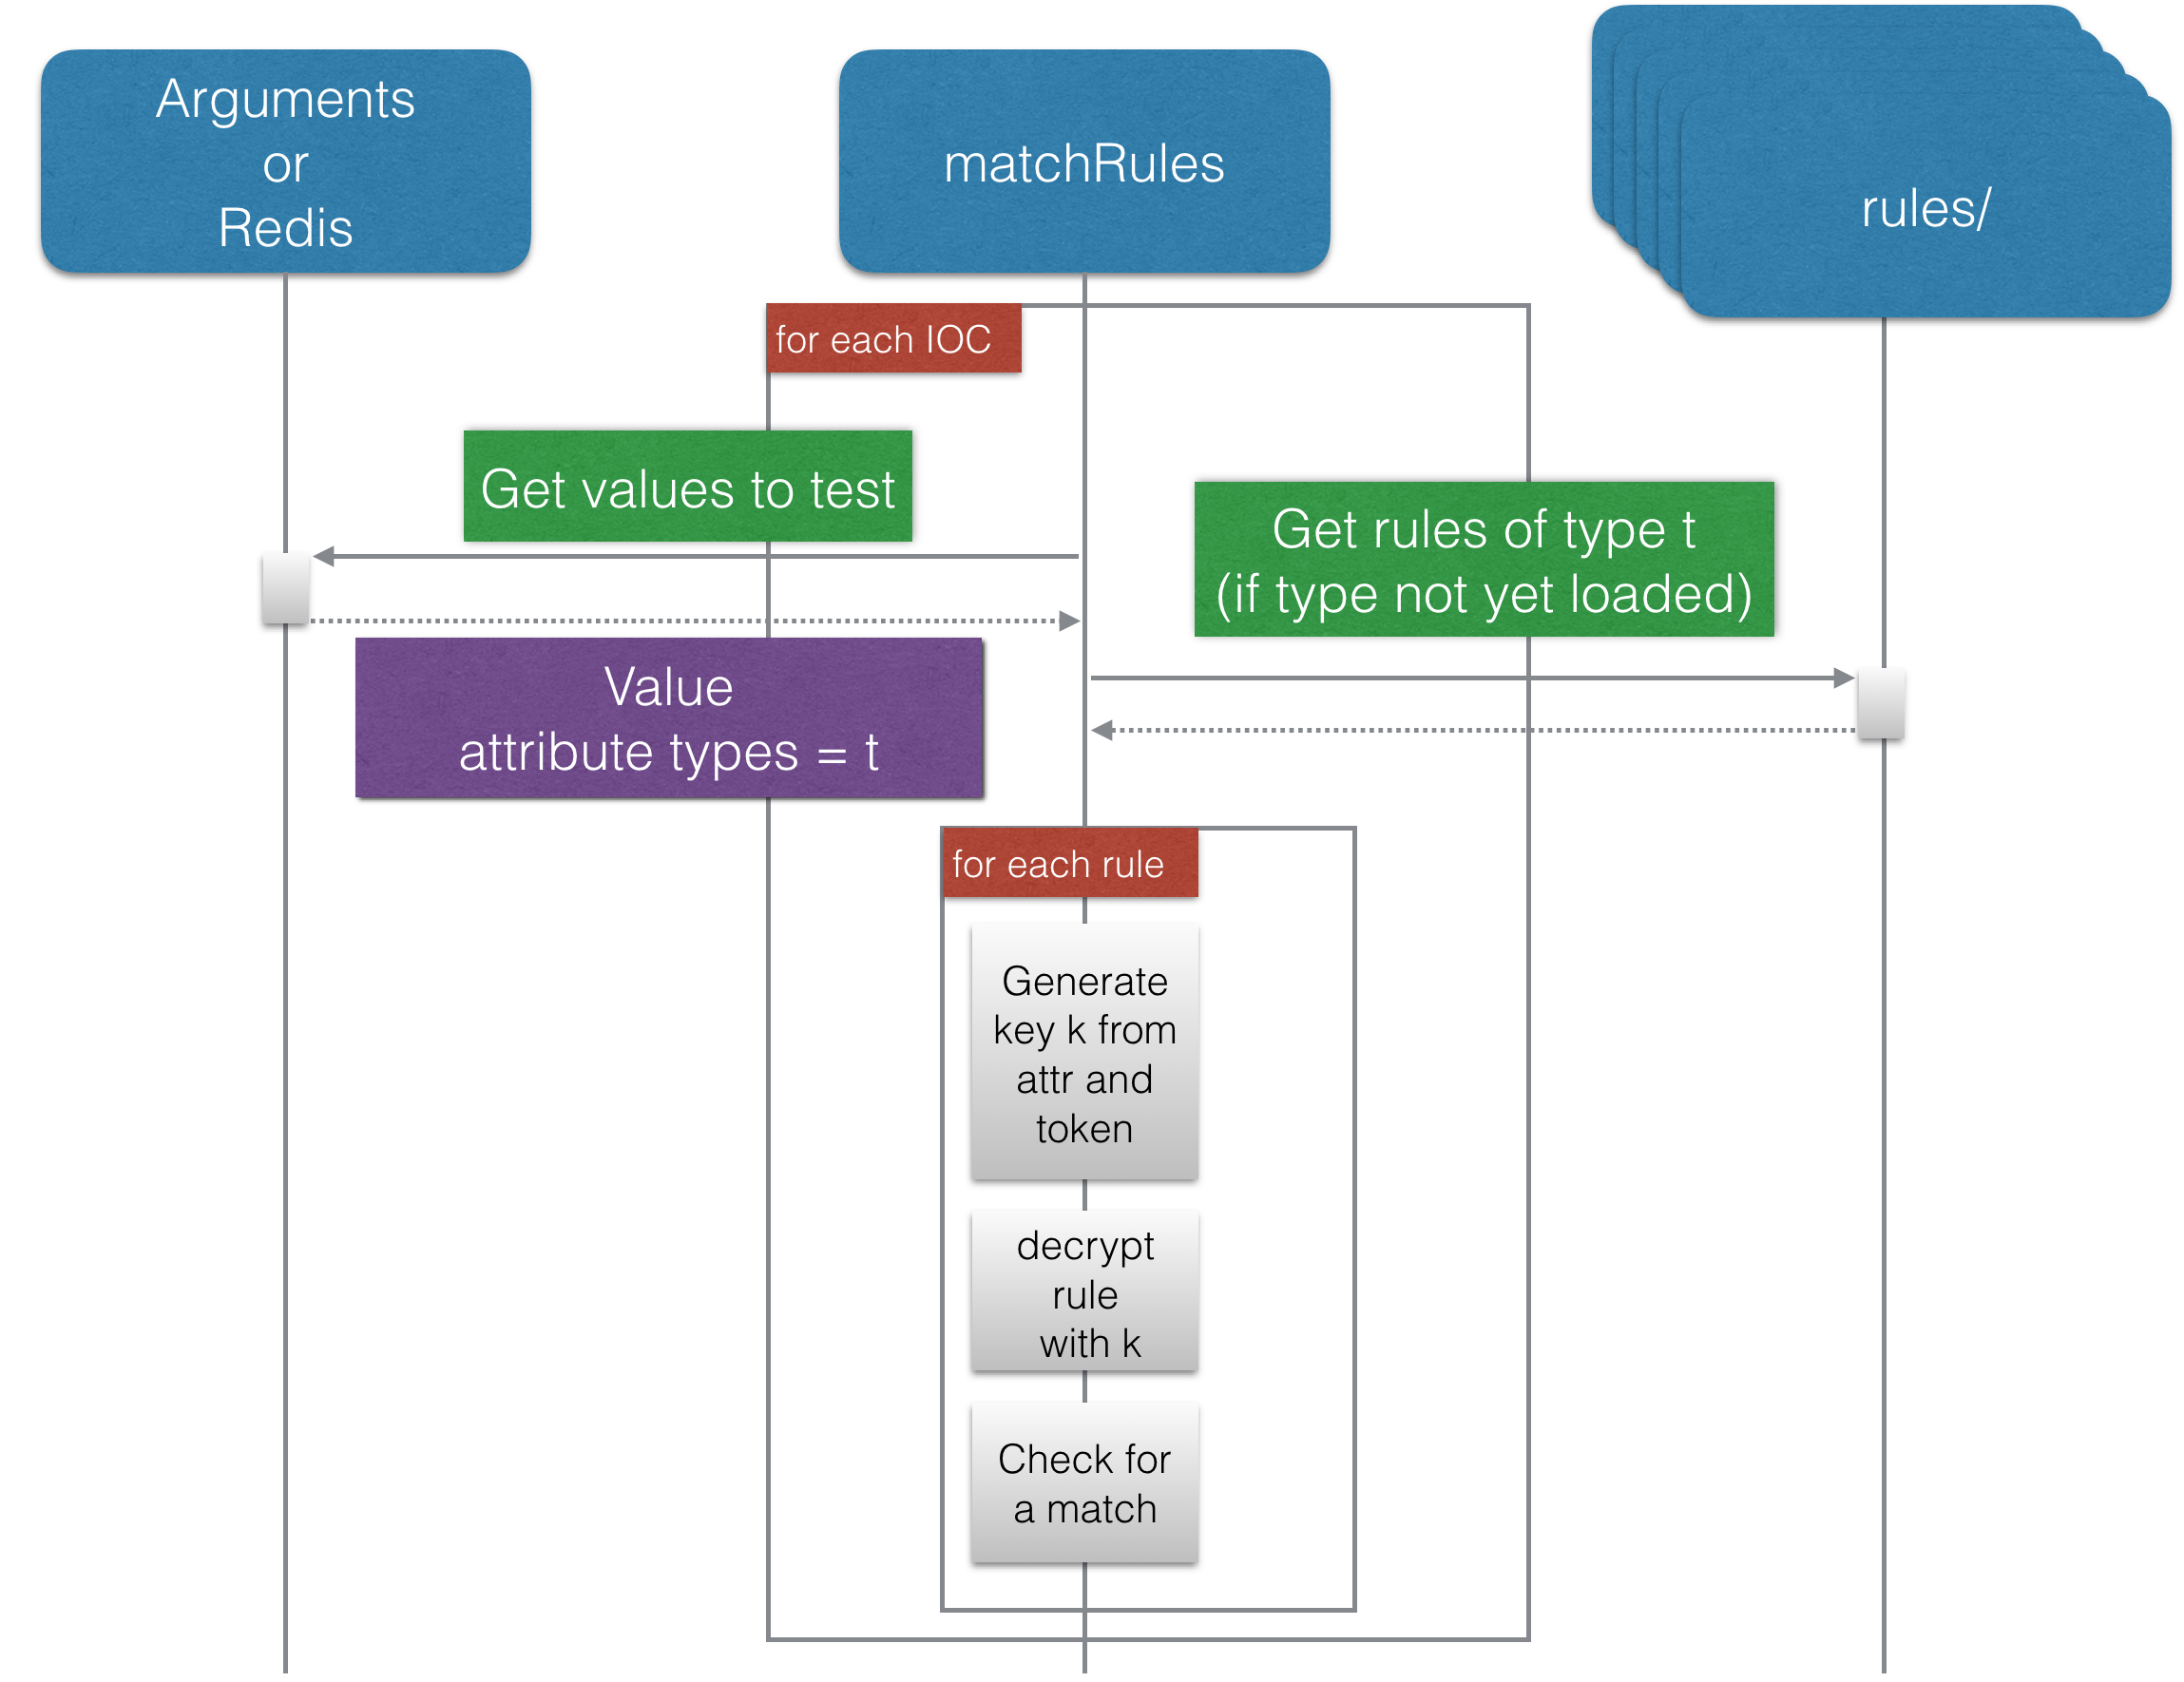 Arguments
or
Redis
matchRules
rules/
for each IOC
Get values to test
Get rules of type t
(if type not yet loaded)
Value
attribute types = t
for each rule
Generate
key k from
attr and
token
decrypt
rule
with k
Check for
a match